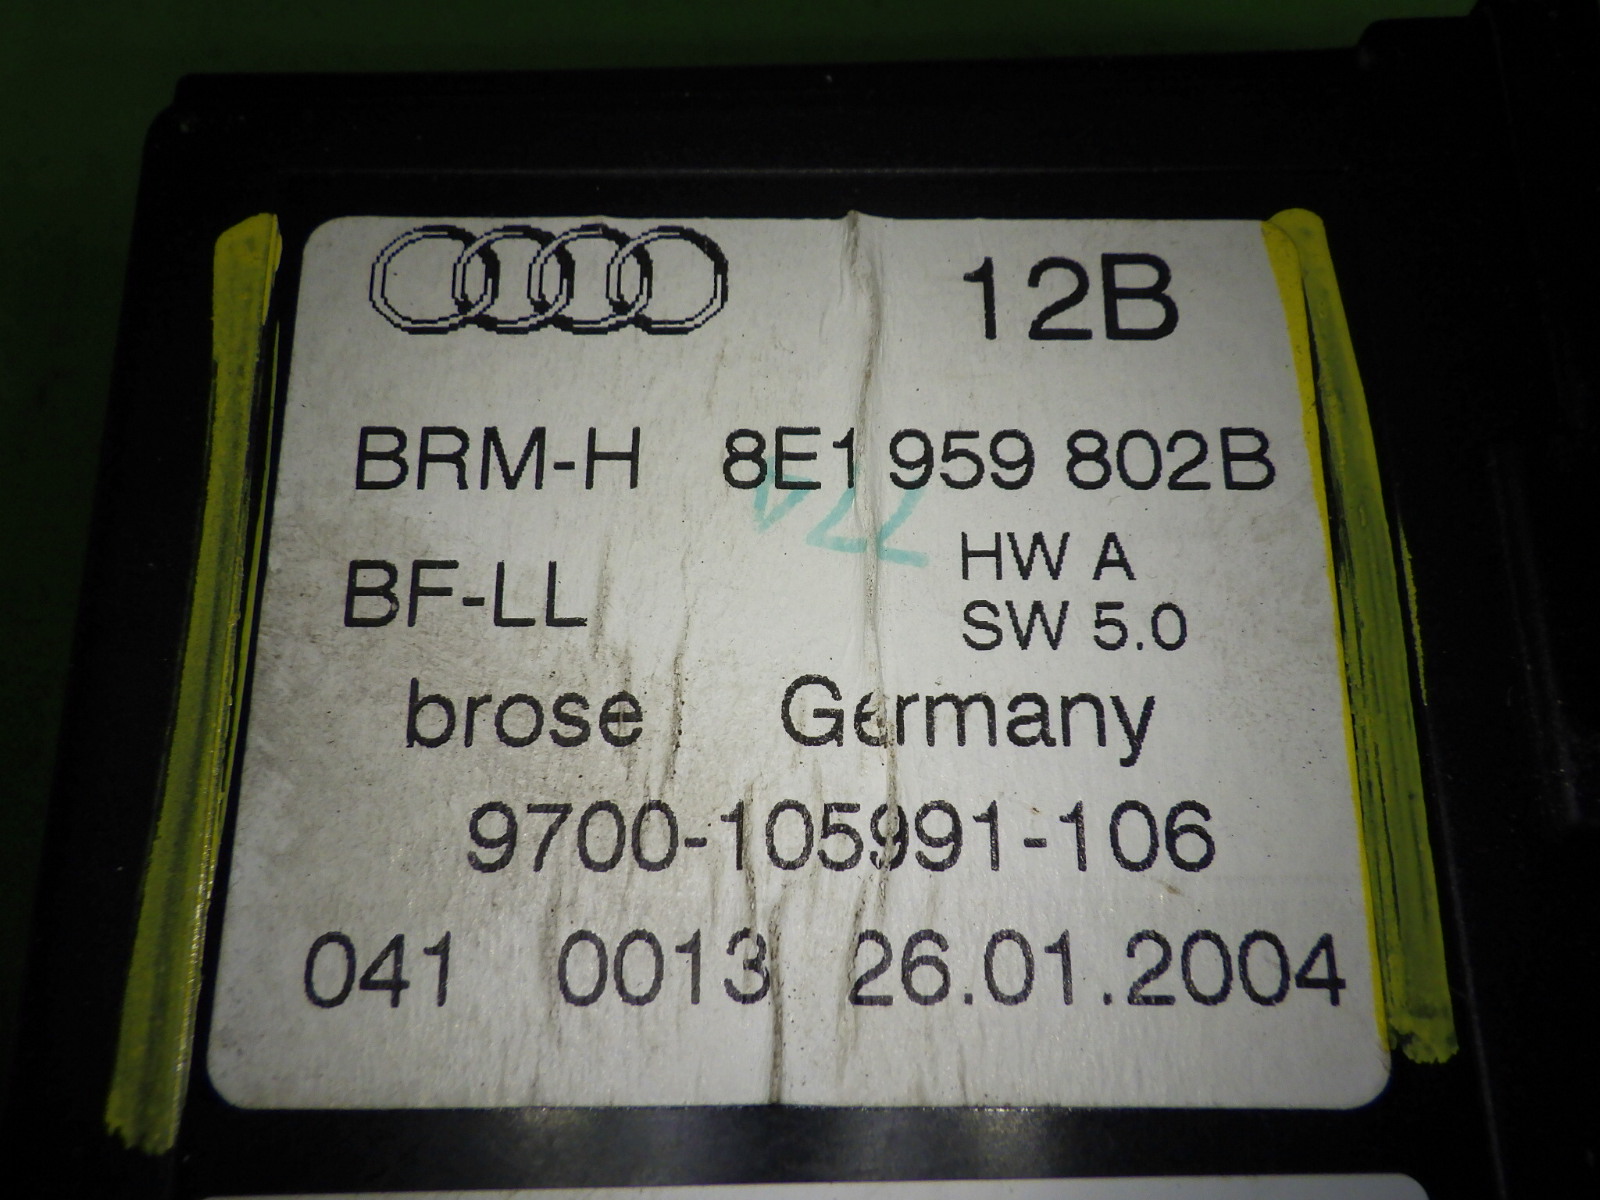 12B
BRM-H 8E1 959 802B
BF-LL HW A
SW 5.0
brose Germany
9700-105991-106
041 0013 26.01.2004